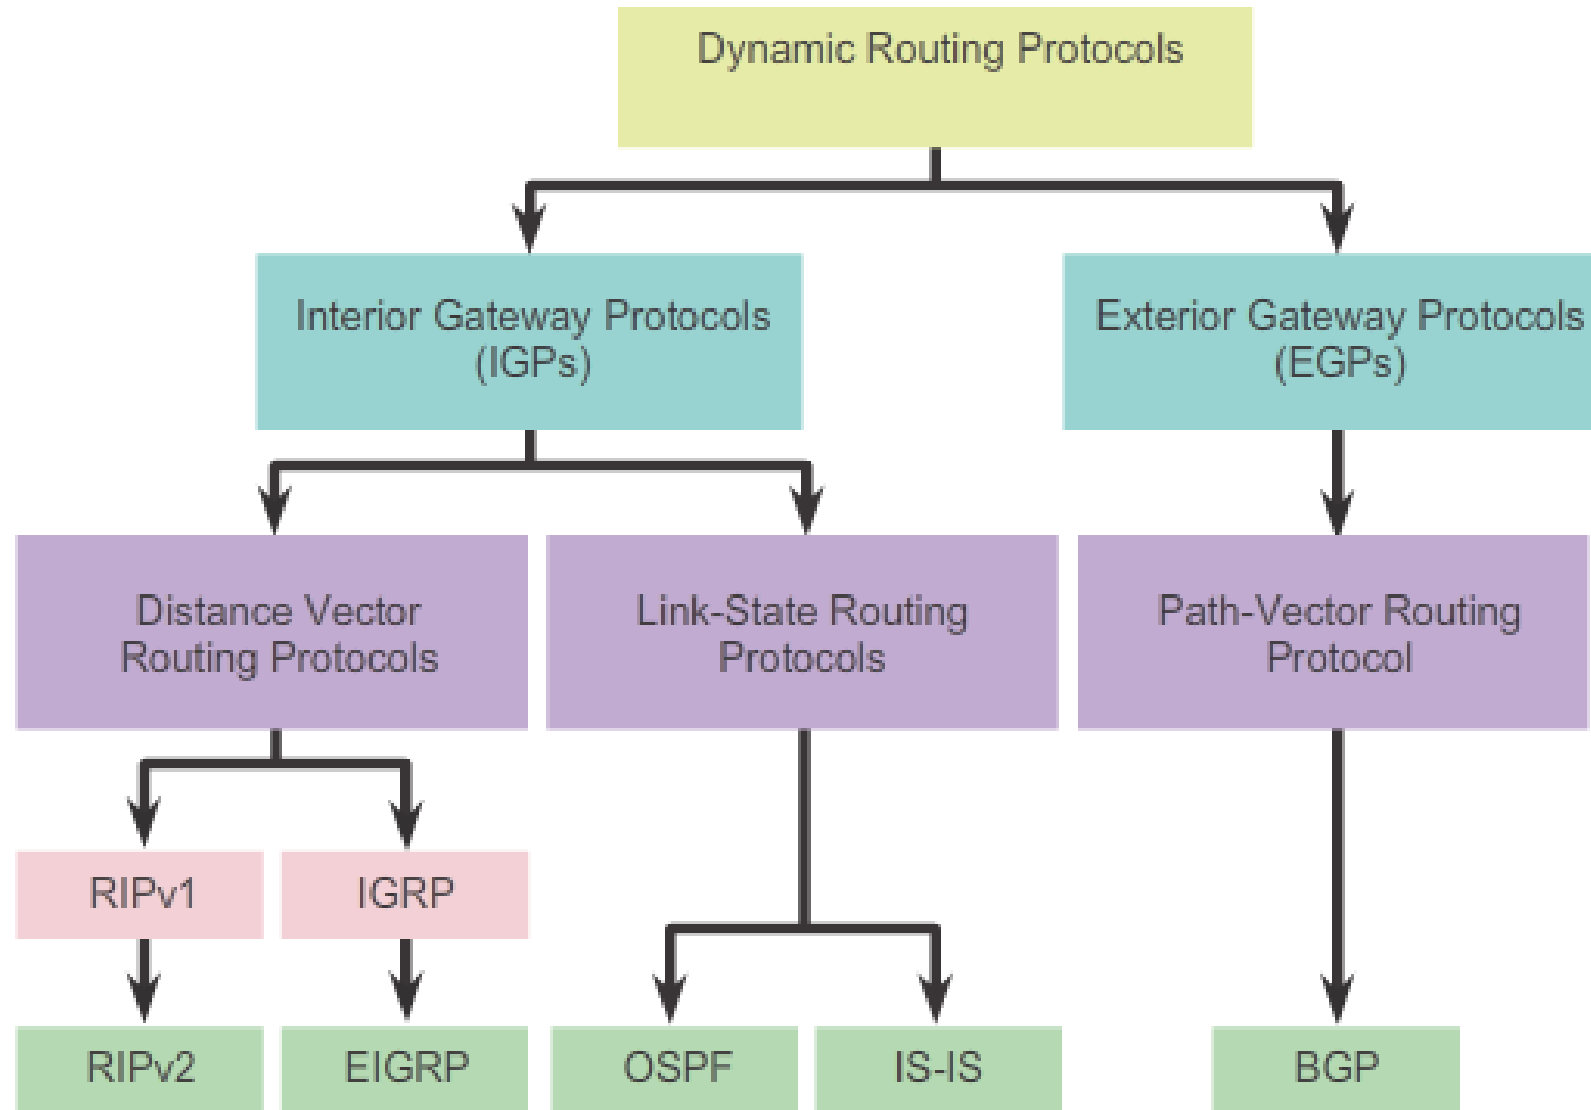 Dynamic Routing Protocols
Interior Gateway Protocols
(IGPs)
Exterior Gateway Protocols
(EGPs)
Distance Vector
Routing Protocols
Link-State Routing
Protocols
Path-Vector Routing
Protocol
RIPv1
IGRP
RIPv2
EIGRP
OSPF
IS-IS
BGP